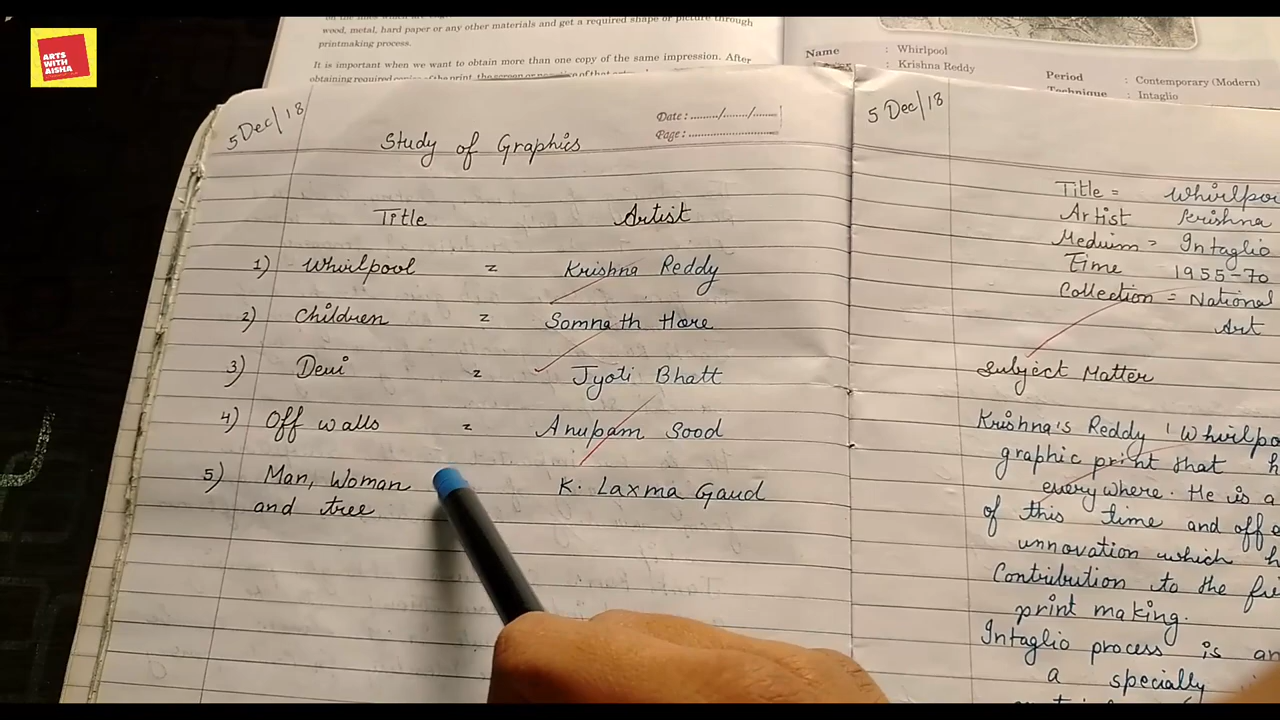 ARTS
WITH
AISHA
wood, metal, hard paper or any other materials and get a required shape or picture through
printmaking process.
It is important when we want to obtain more than one copy of the same impression. After
Name : Whirlpool
: Krishna Reddy
Period : Contemporary (Modern)
Technique : Intaglio
5 Dec/18
Date : ......../......../........
Page : ..............................
Study of Graphics
Title Artist
1) Whirlpool = Krishna Reddy
2) Children = Somnath Hore
3) Devi = Jyoti Bhatt
4) Off walls = Anupam Sood
5) Man, Woman K. Laxma Gaud
and tree
5 Dec/18
Title = Whirlpoo
Artist Krishna
Medium = Intaglio
Time 1955-70
Collection = National
Art
Subject Matter
Krishna's Reddy 'Whirlpo
graphic print that h
everywhere. He is a
of this time and off
unnovation which h
Contribution to the fie
print making.
Intaglio process is an
a specially